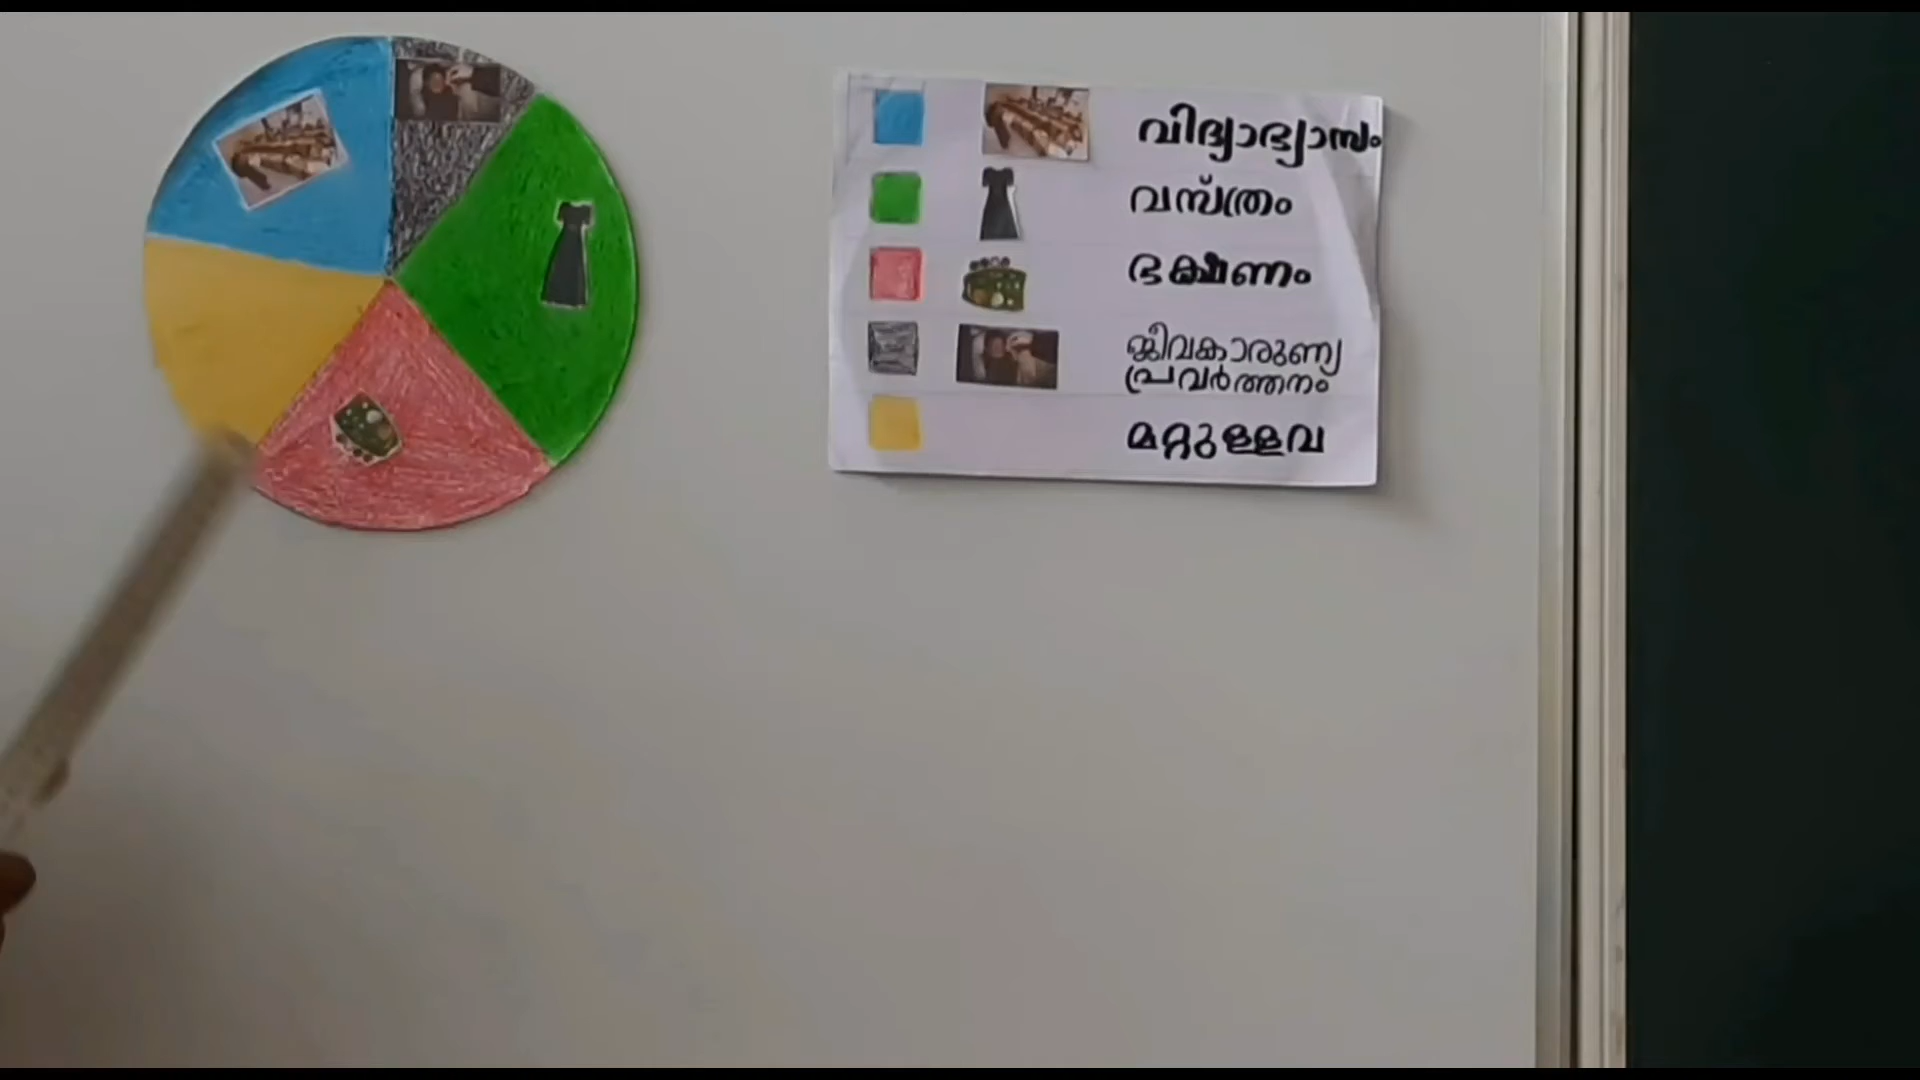 വിദ്യാഭ്യാസം
വസ്ത്രം
ഭക്ഷണം
ജീവകാരുണ്യ
പ്രവർത്തനം
മറ്റുള്ളവ